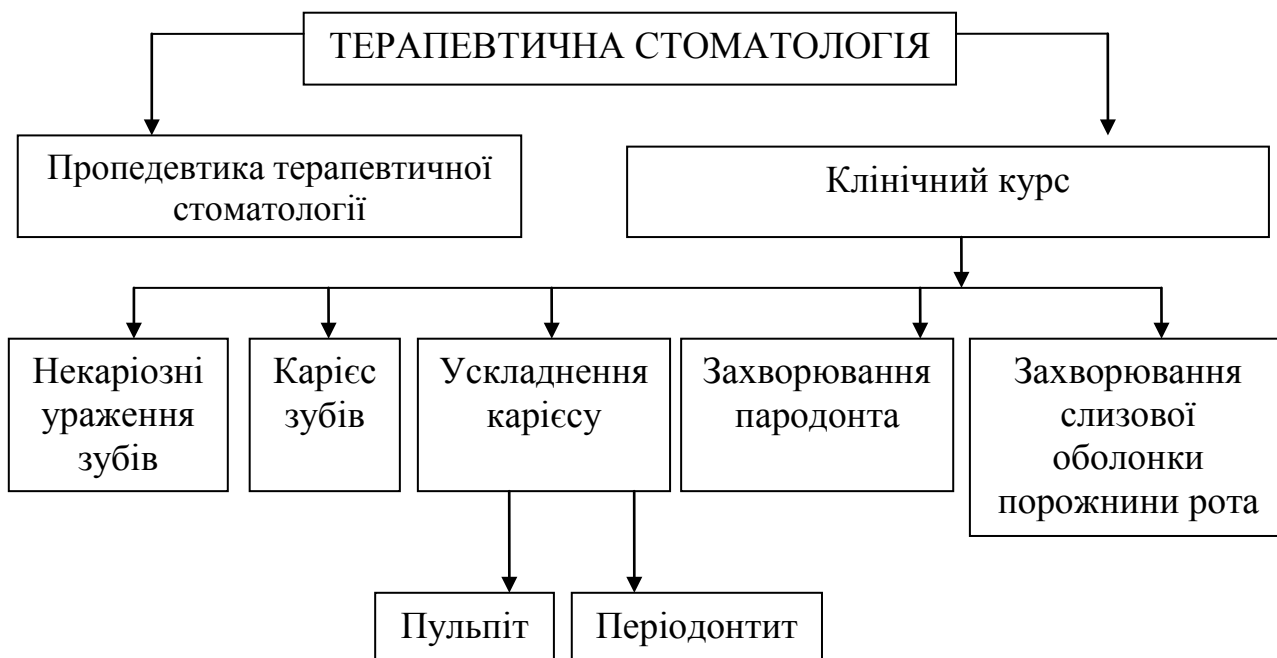 ТЕРАПЕВТИЧНА СТОМАТОЛОГІЯ
Пропедевтика терапевтичної
стоматології
Клінічний курс
Некаріозні
ураження
зубів
Карієс
зубів
Ускладнення
карієсу
Захворювання
пародонта
Захворювання
слизової
оболонки
порожнини рота
Пульпіт
Періодонтит